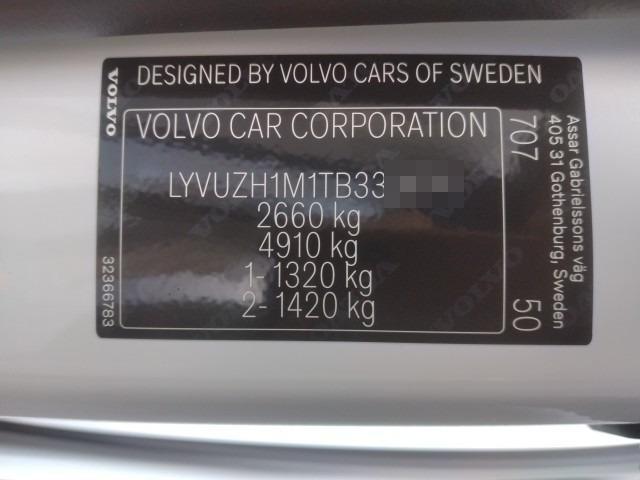 VOLVO
DESIGNED BY VOLVO CARS OF SWEDEN
VOLVO CAR CORPORATION
LYVUZH1M1TB33
2660 kg
4910 kg
1- 1320 kg
2- 1420 kg
32366783
707
50
Assar Gabrielssons väg
405 31 Gothenburg, Sweden